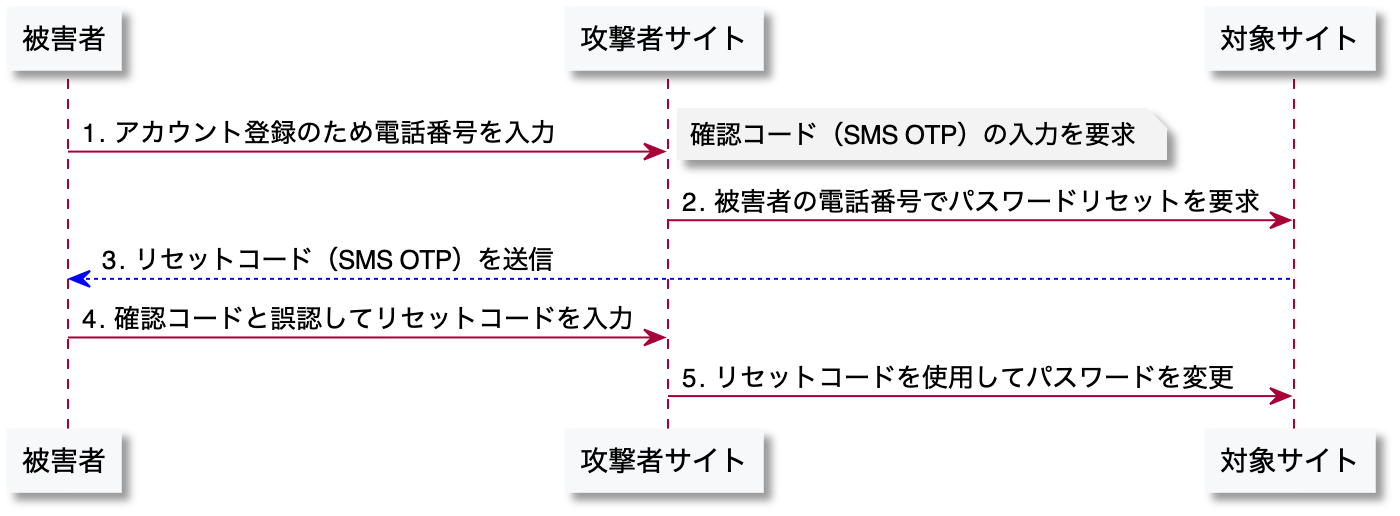 被害者
攻撃者サイト
対象サイト
1. アカウント登録のため電話番号を入力
確認コード（SMS OTP）の入力を要求
2. 被害者の電話番号でパスワードリセットを要求
3. リセットコード（SMS OTP）を送信
4. 確認コードと誤認してリセットコードを入力
5. リセットコードを使用してパスワードを変更
被害者
攻撃者サイト
対象サイト